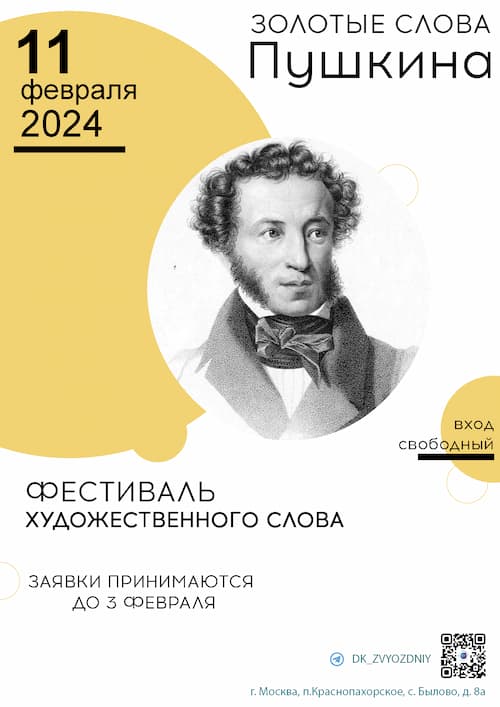 ЗОЛОТЫЕ СЛОВА
Пушкина
11
февраля
2024
вход
свободный
ФЕСТИВАЛЬ
ХУДОЖЕСТВЕННОГО СЛОВА
ЗАЯВКИ ПРИНИМАЮТСЯ
ДО 3 ФЕВРАЛЯ
DK_ZVYOZDNIY
г. Москва, п.Краснопахорское, с. Былово, д. 8а